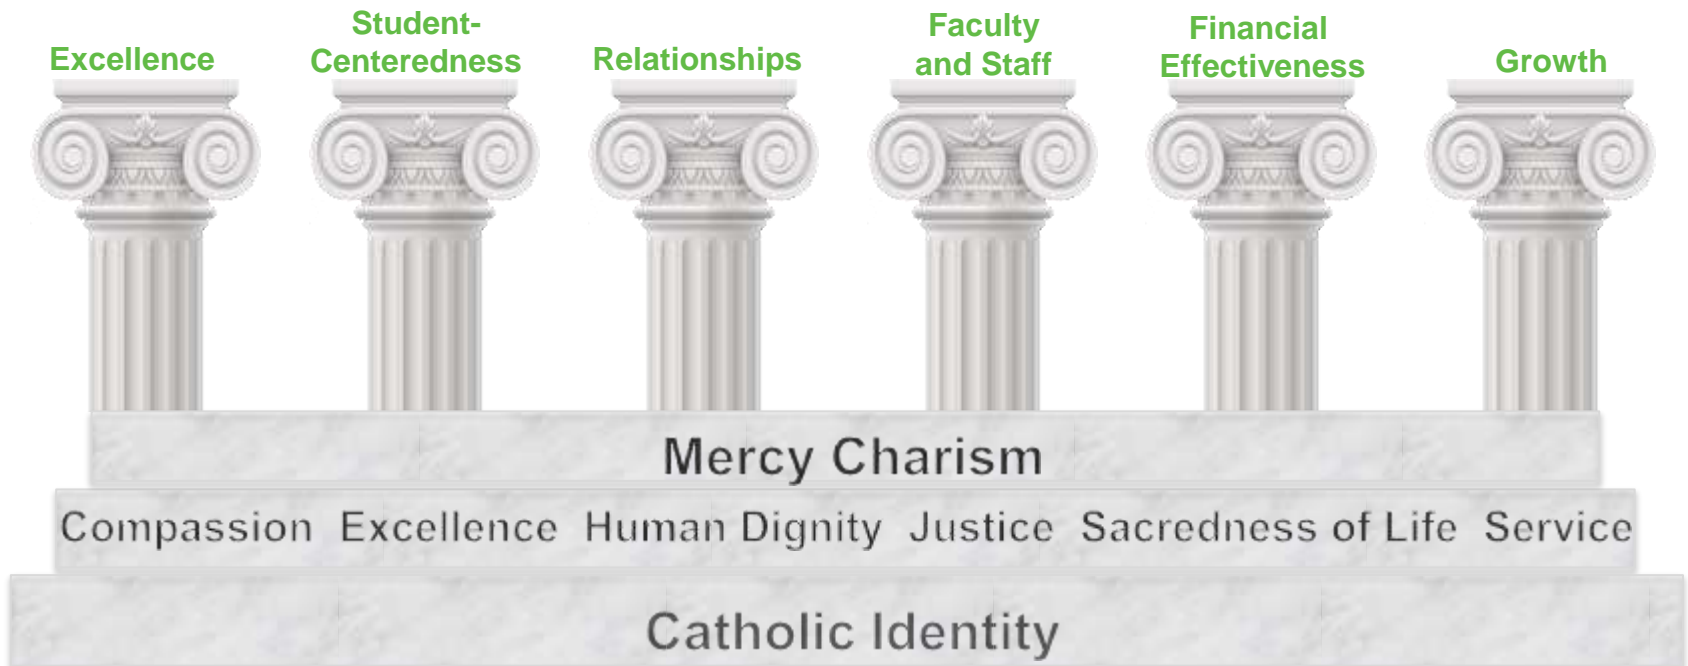 Excellence
Student-
Centeredness
Relationships
Faculty
and Staff
Financial
Effectiveness
Growth
Mercy Charism
Compassion Excellence Human Dignity Justice Sacredness of Life Service
Catholic Identity